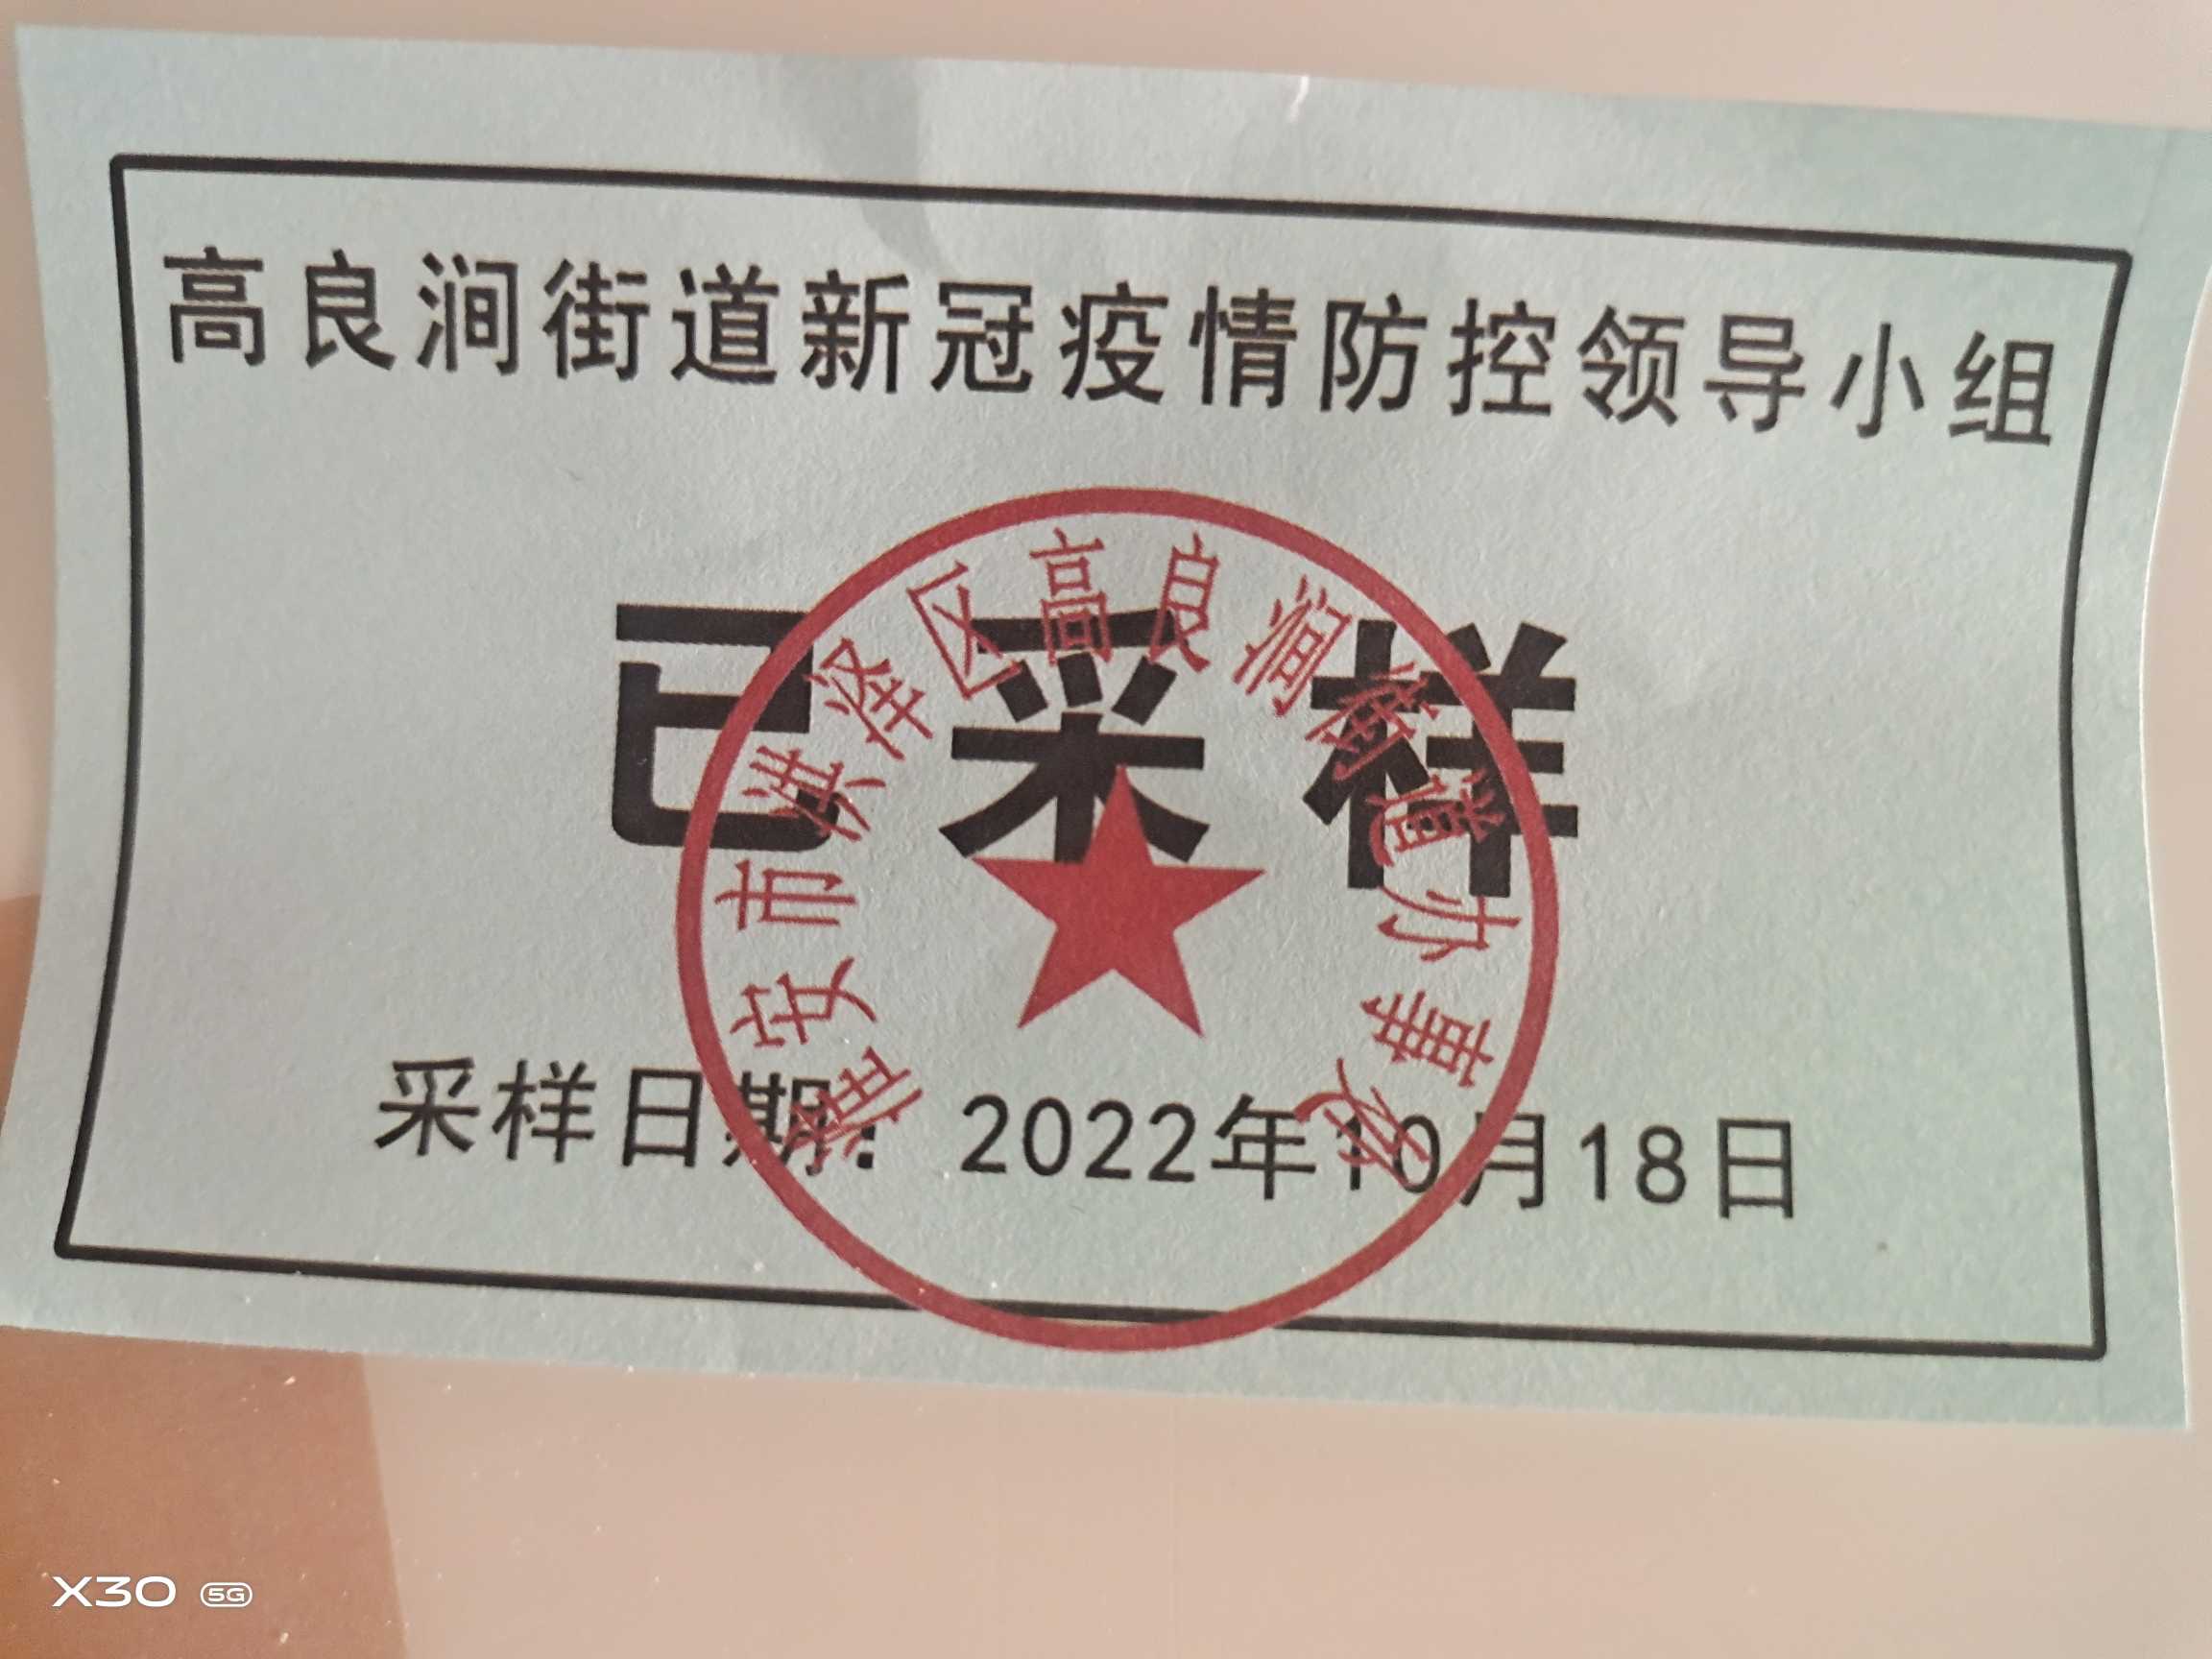 高良涧街道新冠疫情防控领导小组
已采样
淮安市洪泽区高良涧街道办事处
采样日期：2022年10月18日
X30 5G